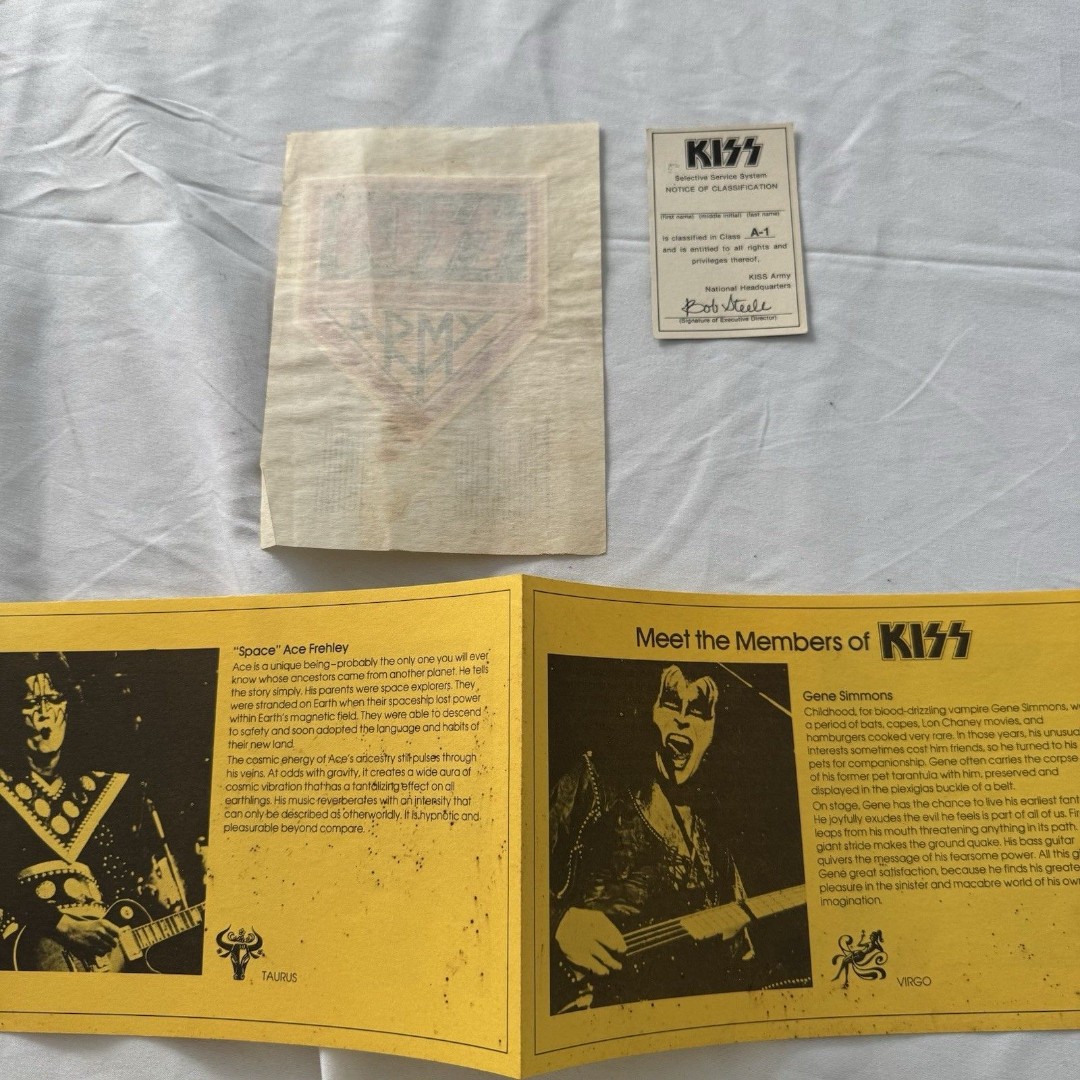 KISS
Selective Service System
NOTICE OF CLASSIFICATION
(first name) (middle initial) (last name)
is classified in Class A-1
and is entitled to all rights and
privileges thereof.
KISS Army
National Headquarters
Bob Steele
(Signature of Executive Director)
ARMY
"Space" Ace Frehley
Ace is a unique being–probably the only one you will ever
know whose ancestors came from another planet. He tells
the story simply. His parents were space explorers. They
were stranded on Earth when their spaceship lost power
within Earth's magnetic field. They were able to descend
to safety and soon adopted the language and habits of
their new land.
The cosmic energy of Ace's ancestry still pulses through
his veins. At odds with gravity, it creates a wide aura of
cosmic vibration that has a tantalizing effect on all
earthlings. His music reverberates with an intensity that
can only be described as otherworldly. It is hypnotic and
pleasurable beyond compare.
TAURUS
Meet the Members of KISS
Gene Simmons
Childhood, for blood-drizzling vampire Gene Simmons, w
a period of bats, capes, Lon Chaney movies, and
hamburgers cooked very rare. In those years, his unusua
interests sometimes cost him friends, so he turned to his
pets for companionship. Gene often carries the corpse
of his former pet tarantula with him, preserved and
displayed in the plexiglas buckle of a belt.
On stage, Gene has the chance to live his earliest fant
He joyfully exudes the evil he feels is part of all of us. Fir
leaps from his mouth threatening anything in its path.
giant stride makes the ground quake. His bass guitar
quivers the message of his fearsome power. All this gi
Gene great satisfaction, because he finds his greate
pleasure in the sinister and macabre world of his ow
imagination.
VIRGO